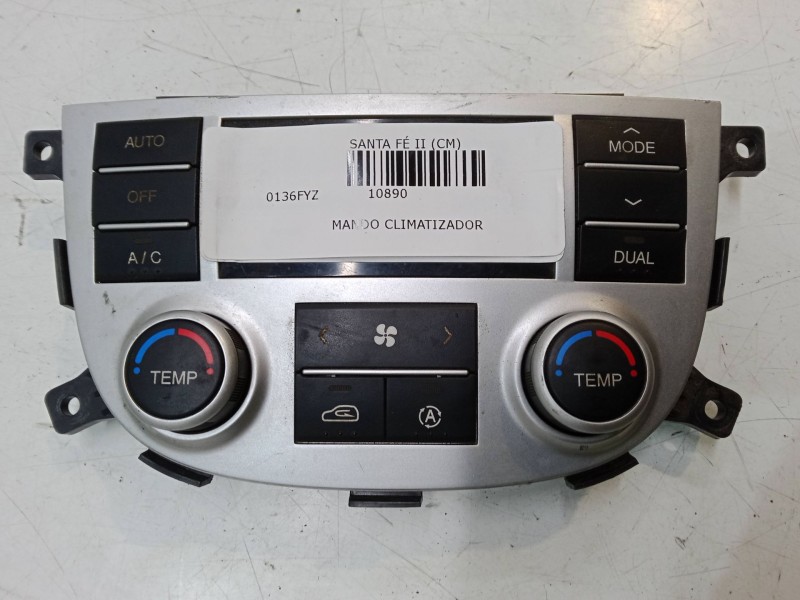 AUTO
OFF
A / C
SANTA FÉ II (CM)
0136FYZ 10890
MANDO CLIMATIZADOR
MODE
DUAL
TEMP
A
TEMP